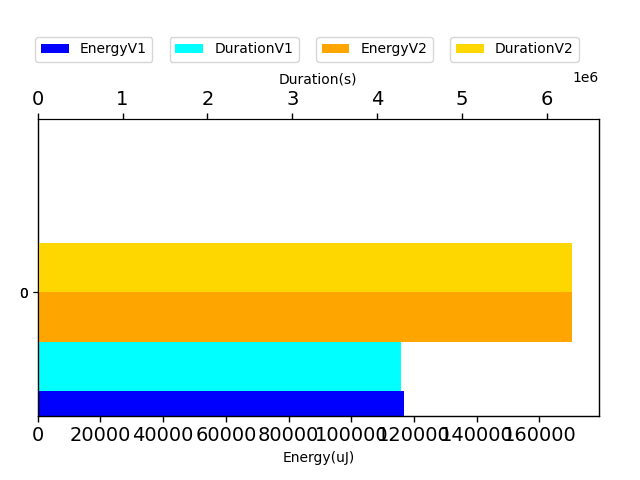 EnergyV1 DurationV1 EnergyV2 DurationV2
Duration(s)
1e6
0 1 2 3 4 5 6
0
0 20000 40000 60000 80000 100000 120000 140000 160000
Energy(uJ)